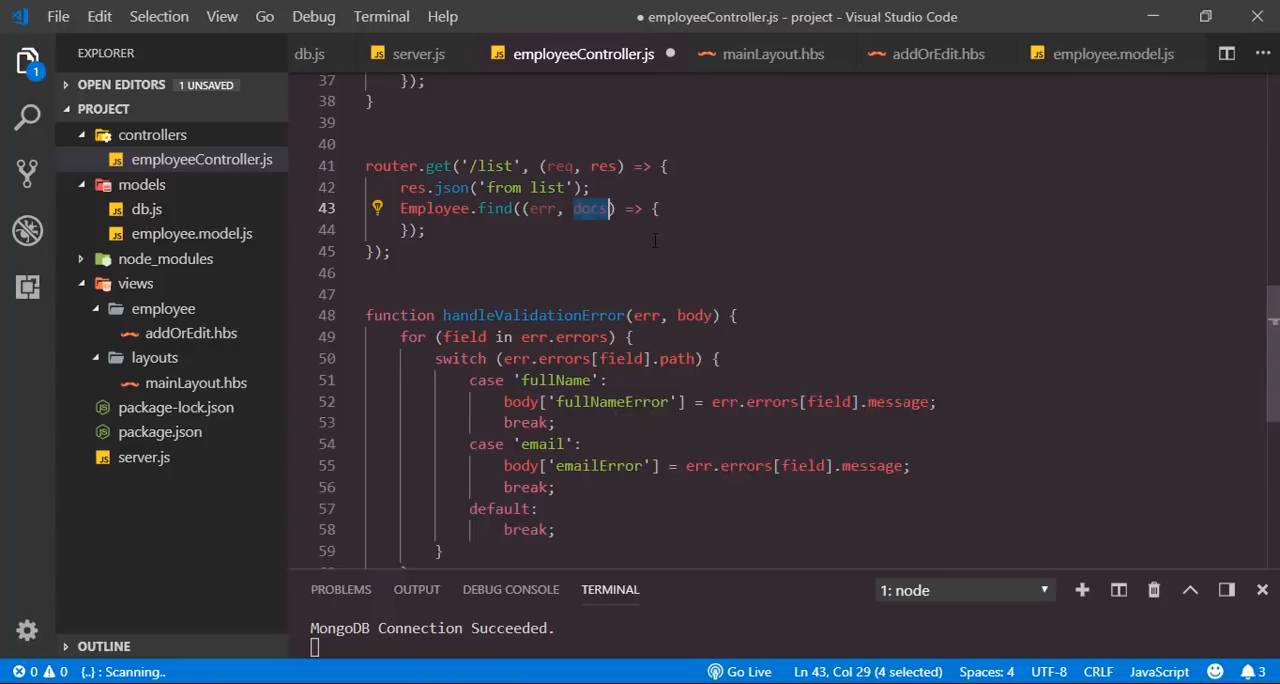 File Edit Selection View Go Debug Terminal Help ● employeeController.js - project - Visual Studio Code
EXPLORER
db.js server.js employeeController.js mainLayout.hbs addOrEdit.hbs employee.model.js
1
OPEN EDITORS 1 UNSAVED
PROJECT
controllers
employeeController.js
models
db.js
employee.model.js
node_modules
views
employee
addOrEdit.hbs
layouts
mainLayout.hbs
package-lock.json
package.json
server.js
OUTLINE
37 });
38 }
39
40
41 router.get('/list', (req, res) => {
42 res.json('from list');
43 Employee.find((err, docs) => {
44 });
45 });
46
47
48 function handleValidationError(err, body) {
49 for (field in err.errors) {
50 switch (err.errors[field].path) {
51 case 'fullName':
52 body['fullNameError'] = err.errors[field].message;
53 break;
54 case 'email':
55 body['emailError'] = err.errors[field].message;
56 break;
57 default:
58 break;
59 }
PROBLEMS OUTPUT DEBUG CONSOLE TERMINAL 1: node
MongoDB Connection Succeeded.
0 0 {..} : Scanning.. Go Live Ln 43, Col 29 (4 selected) Spaces: 4 UTF-8 CRLF JavaScript 3